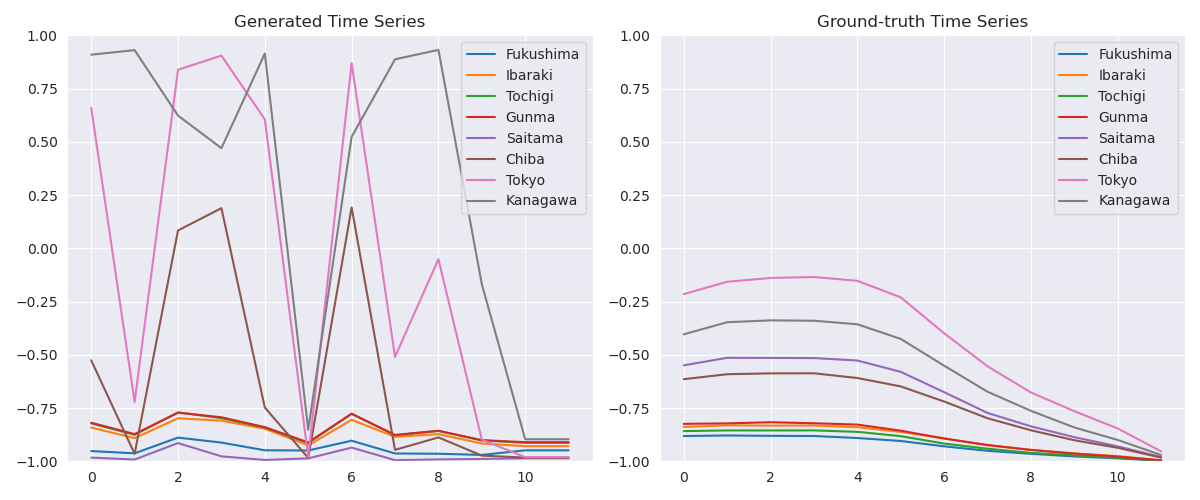 Generated Time Series
1.00
0.75
0.50
0.25
0.00
−0.25
−0.50
−0.75
−1.00
0 2 4 6 8 10
Fukushima
Ibaraki
Tochigi
Gunma
Saitama
Chiba
Tokyo
Kanagawa
Ground-truth Time Series
1.00
0.75
0.50
0.25
0.00
−0.25
−0.50
−0.75
−1.00
0 2 4 6 8 10
Fukushima
Ibaraki
Tochigi
Gunma
Saitama
Chiba
Tokyo
Kanagawa